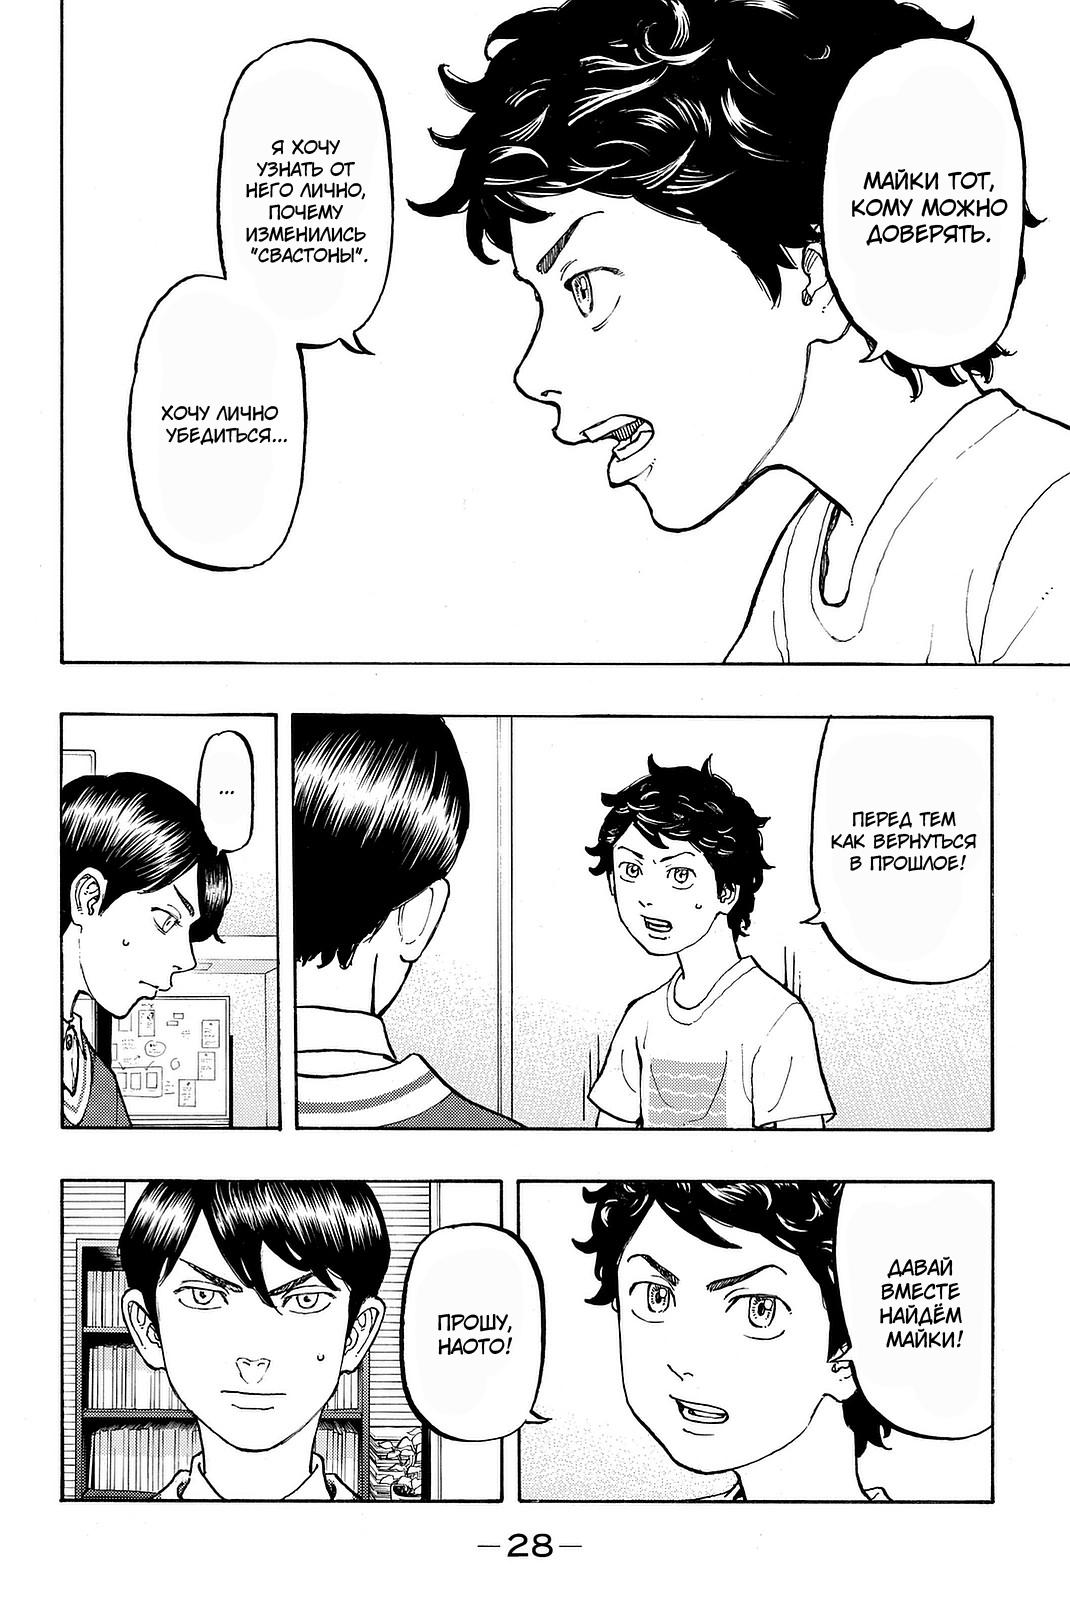 МАЙКИ ТОТ,
КОМУ МОЖНО
ДОВЕРЯТЬ.
Я ХОЧУ
УЗНАТЬ ОТ
НЕГО ЛИЧНО,
ПОЧЕМУ
ИЗМЕНИЛИСЬ
"СВАСТОНЫ".
ХОЧУ ЛИЧНО
УБЕДИТЬСЯ...
ПЕРЕД ТЕМ
КАК ВЕРНУТЬСЯ
В ПРОШЛОЕ!
...
ДАВАЙ
ВМЕСТЕ
НАЙДЁМ
МАЙКИ!
ПРОШУ,
НАОТО!
—28—